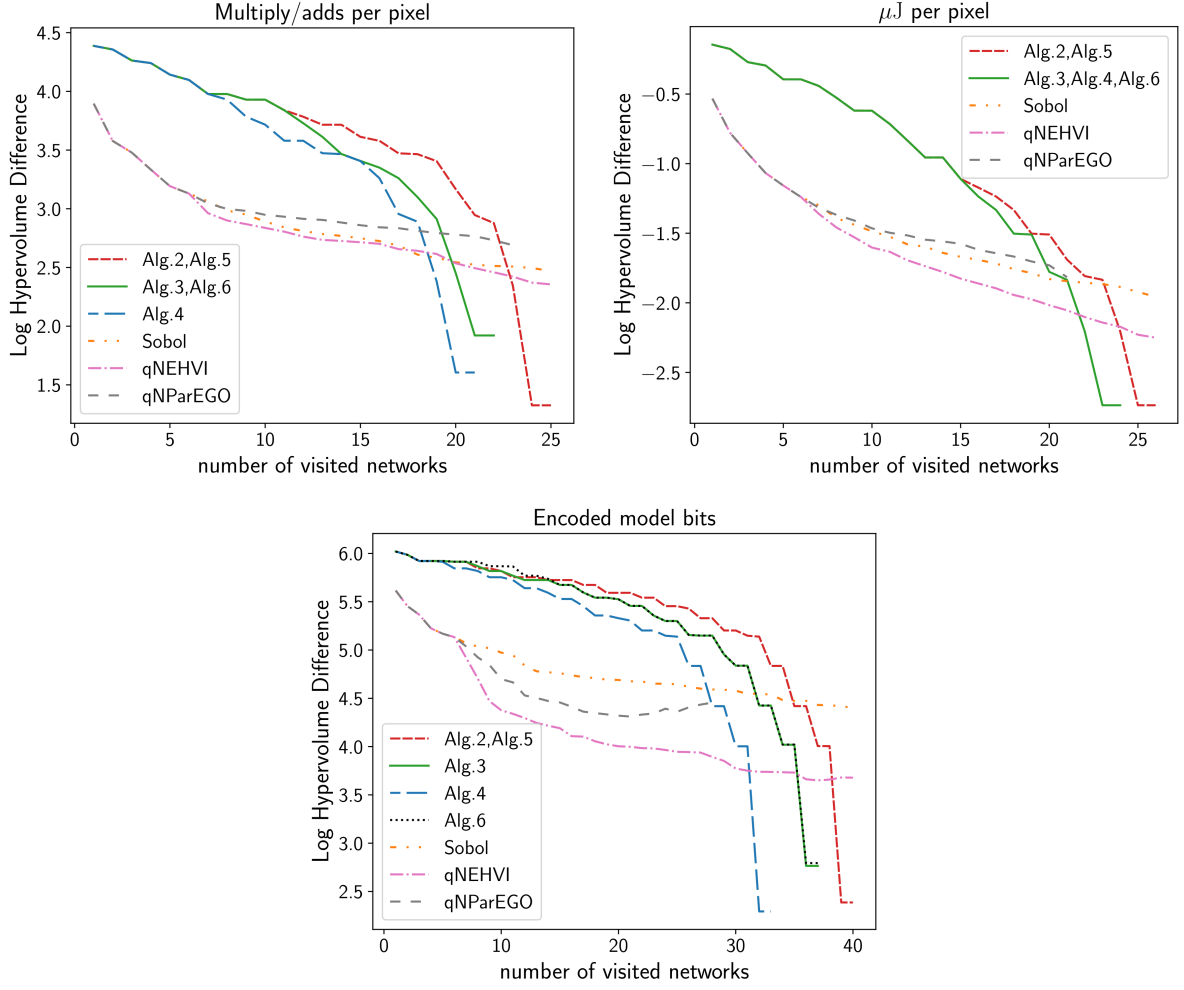 Multiply/adds per pixel
Log Hypervolume Difference
4.5
4.0
3.5
3.0
2.5
2.0
1.5
Alg.2,Alg.5
Alg.3,Alg.6
Alg.4
Sobol
qNEHVI
qNParEGO
0 5 10 15 20 25
number of visited networks
μJ per pixel
Log Hypervolume Difference
−0.5
−1.0
−1.5
−2.0
−2.5
Alg.2,Alg.5
Alg.3,Alg.4,Alg.6
Sobol
qNEHVI
qNParEGO
0 5 10 15 20 25
number of visited networks
Encoded model bits
Log Hypervolume Difference
6.0
5.5
5.0
4.5
4.0
3.5
3.0
2.5
Alg.2,Alg.5
Alg.3
Alg.4
Alg.6
Sobol
qNEHVI
qNParEGO
0 10 20 30 40
number of visited networks